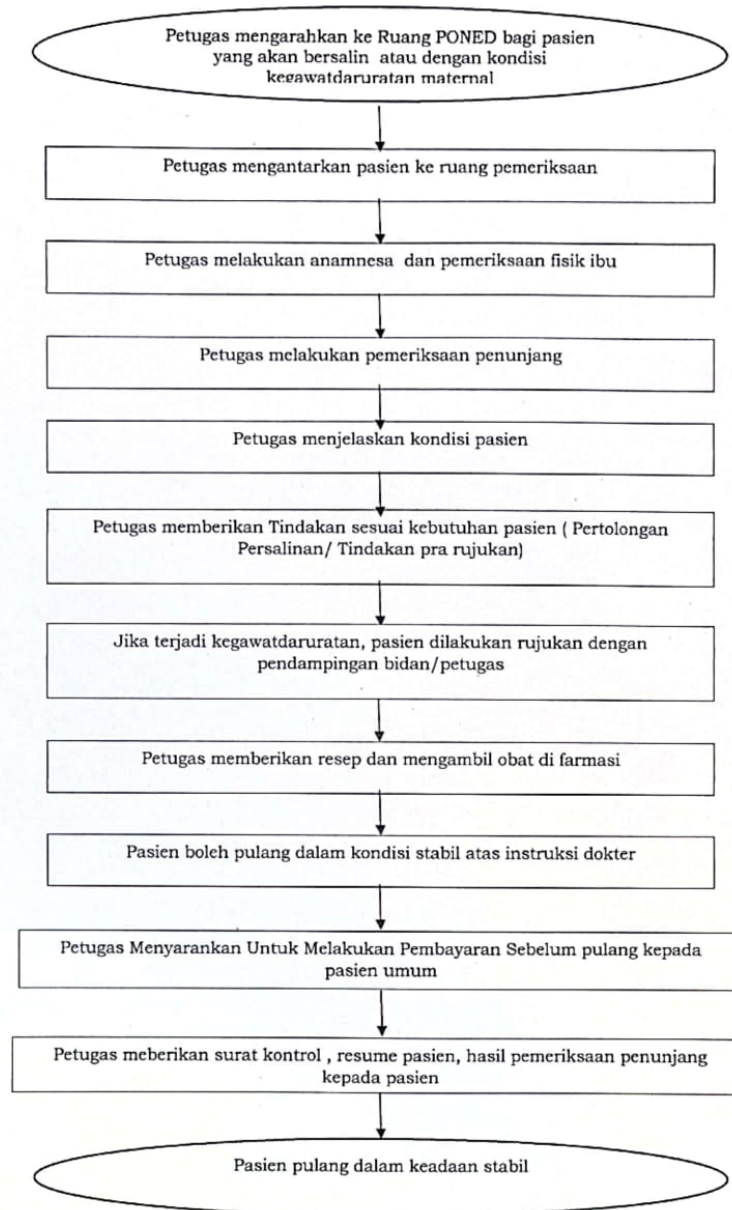 Petugas mengarahkan ke Ruang PONED bagi pasien
yang akan bersalin atau dengan kondisi
kegawatdaruratan maternal
Petugas mengantarkan pasien ke ruang pemeriksaan
Petugas melakukan anamnesa dan pemeriksaan fisik ibu
Petugas melakukan pemeriksaan penunjang
Petugas menjelaskan kondisi pasien
Petugas memberikan Tindakan sesuai kebutuhan pasien ( Pertolongan
Persalinan/ Tindakan pra rujukan)
Jika terjadi kegawatdaruratan, pasien dilakukan rujukan dengan
pendampingan bidan/petugas
Petugas memberikan resep dan mengambil obat di farmasi
Pasien boleh pulang dalam kondisi stabil atas instruksi dokter
Petugas Menyarankan Untuk Melakukan Pembayaran Sebelum pulang kepada
pasien umum
Petugas meberikan surat kontrol , resume pasien, hasil pemeriksaan penunjang
kepada pasien
Pasien pulang dalam keadaan stabil